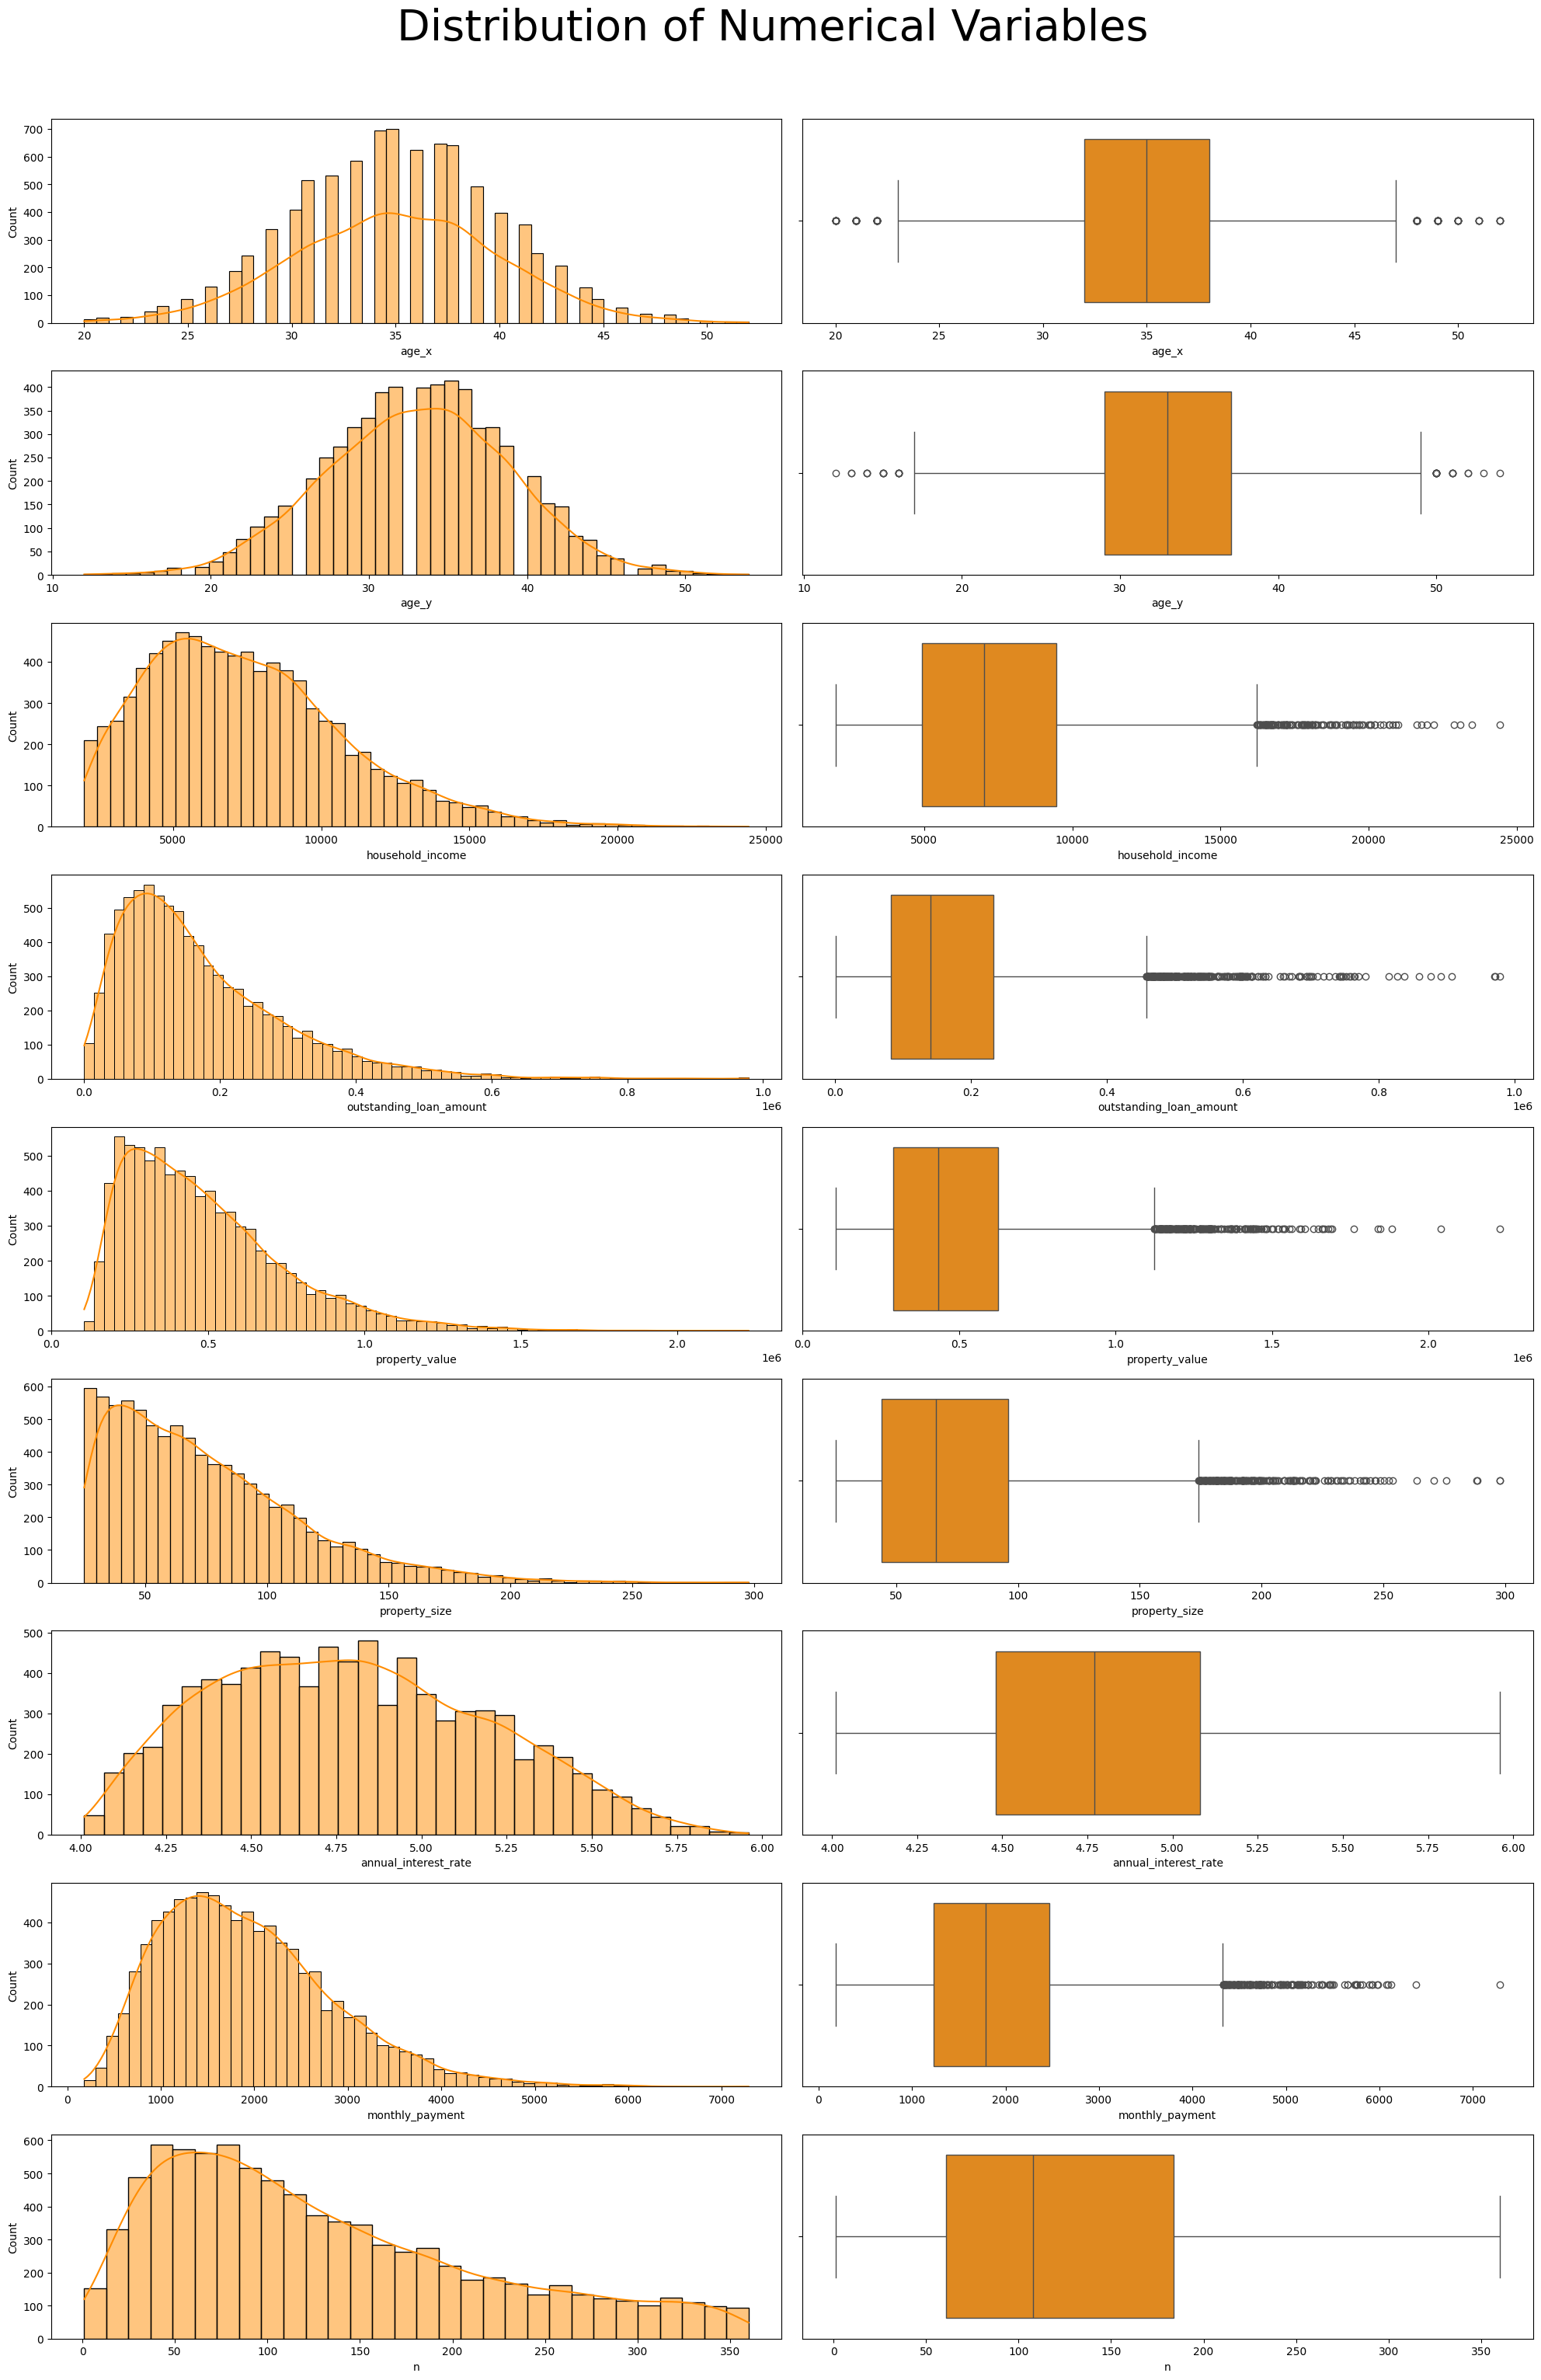 Distribution of Numerical Variables
Count
700
600
500
400
300
200
100
0
20 25 30 35 40 45 50
age_x
20 25 30 35 40 45 50
age_x
Count
400
350
300
250
200
150
100
50
0
10 20 30 40 50
age_y
10 20 30 40 50
age_y
Count
400
300
200
100
0
5000 10000 15000 20000 25000
household_income
5000 10000 15000 20000 25000
household_income
Count
500
400
300
200
100
0
0.0 0.2 0.4 0.6 0.8 1.0
1e6
outstanding_loan_amount
0.0 0.2 0.4 0.6 0.8 1.0
1e6
outstanding_loan_amount
Count
500
400
300
200
100
0
0.0 0.5 1.0 1.5 2.0
1e6
property_value
0.0 0.5 1.0 1.5 2.0
1e6
property_value
Count
600
500
400
300
200
100
0
50 100 150 200 250 300
property_size
50 100 150 200 250 300
property_size
Count
500
400
300
200
100
0
4.00 4.25 4.50 4.75 5.00 5.25 5.50 5.75 6.00
annual_interest_rate
4.00 4.25 4.50 4.75 5.00 5.25 5.50 5.75 6.00
annual_interest_rate
Count
400
300
200
100
0
0 1000 2000 3000 4000 5000 6000 7000
monthly_payment
0 1000 2000 3000 4000 5000 6000 7000
monthly_payment
Count
600
500
400
300
200
100
0
0 50 100 150 200 250 300 350
n
0 50 100 150 200 250 300 350
n